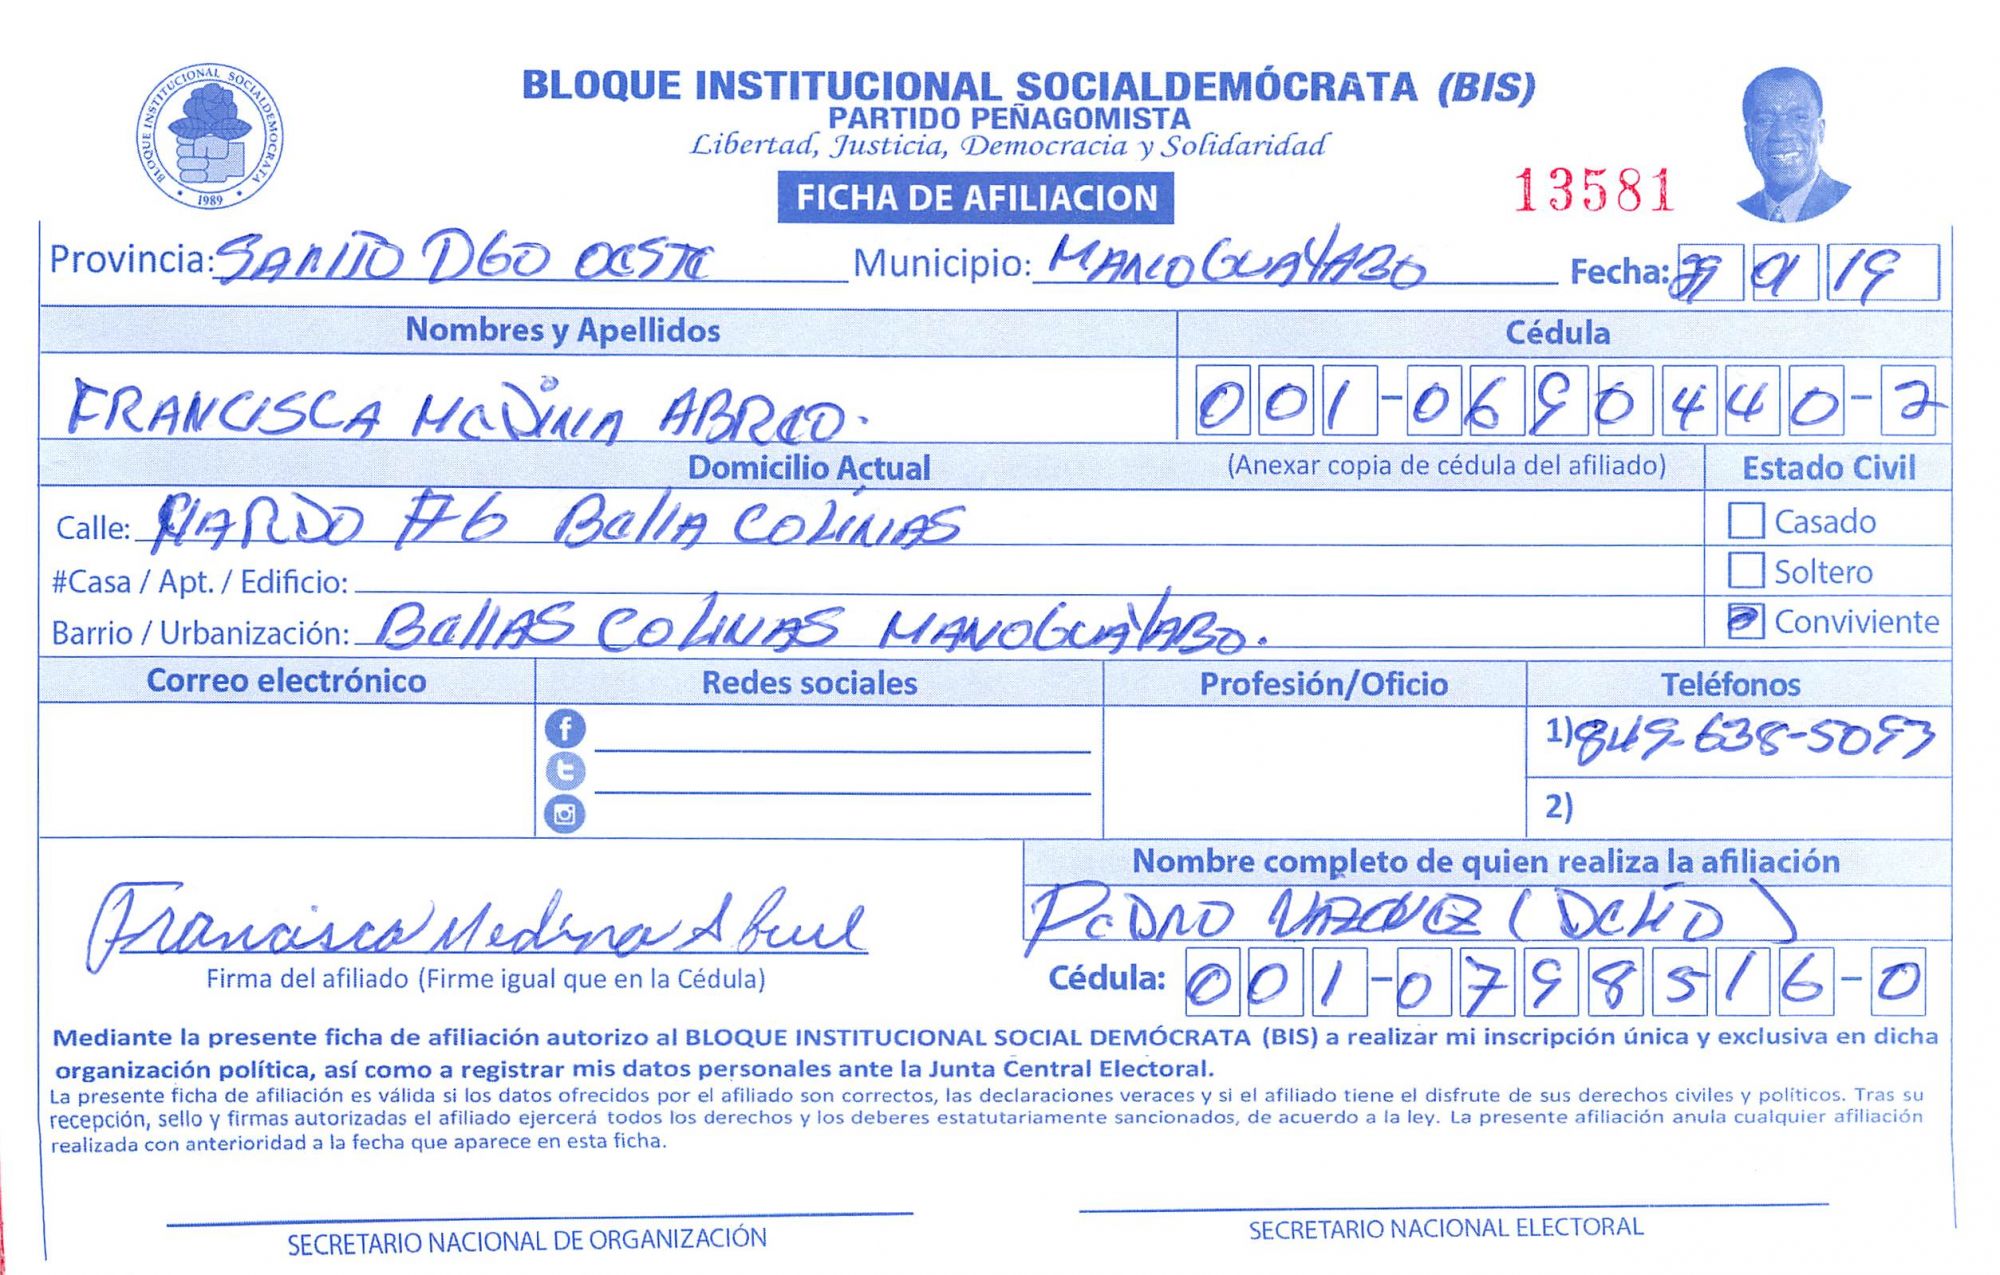 BLOQUE INSTITUCIONAL SOCIALDEMOCRATA
1989
BLOQUE INSTITUCIONAL SOCIALDEMÓCRATA (BIS)
PARTIDO PEÑAGOMISTA
Libertad, Justicia, Democracia y Solidaridad
FICHA DE AFILIACION
13581
Provincia: SANTO DGO OESTE Municipio: MANOGUAYABO Fecha: 01 19
Nombres y Apellidos Cédula
FRANCISCA MEDINA ABREO. 001-0690440-2
Domicilio Actual (Anexar copia de cédula del afiliado) Estado Civil
Calle: NARDO #6 BellA COLINAS Casado
#Casa / Apt. / Edificio: Soltero
Barrio / Urbanización: BellAS COLINAS MANOGUAYABO. Conviviente
Correo electrónico Redes sociales Profesión/Oficio Teléfonos
1) 849-638-5093
2)
Nombre completo de quien realiza la afiliación
PeDRO VAZQUEZ (DELIO)
Francisca Medina Abreu
Firma del afiliado (Firme igual que en la Cédula) Cédula: 001-0798516-0
Mediante la presente ficha de afiliación autorizo al BLOQUE INSTITUCIONAL SOCIAL DEMÓCRATA (BIS) a realizar mi inscripción única y exclusiva en dicha
organización política, así como a registrar mis datos personales ante la Junta Central Electoral.
La presente ficha de afiliación es válida si los datos ofrecidos por el afiliado son correctos, las declaraciones veraces y si el afiliado tiene el disfrute de sus derechos civiles y políticos. Tras su
recepción, sello y firmas autorizadas el afiliado ejercerá todos los derechos y los deberes estatutariamente sancionados, de acuerdo a la ley. La presente afiliación anula cualquier afiliación
realizada con anterioridad a la fecha que aparece en esta ficha.
SECRETARIO NACIONAL DE ORGANIZACIÓN SECRETARIO NACIONAL ELECTORAL